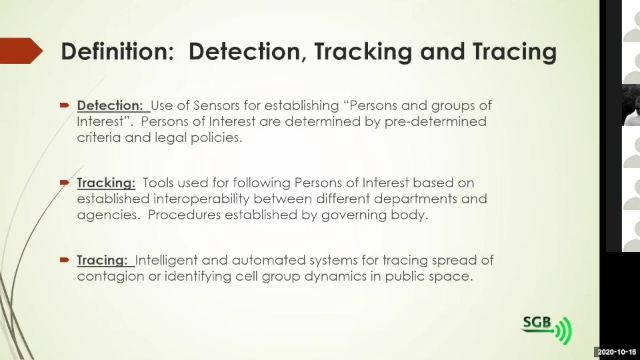 Definition: Detection, Tracking and Tracing
Detection: Use of Sensors for establishing “Persons and groups of
Interest”. Persons of Interest are determined by pre-determined
criteria and legal policies.
Tracking: Tools used for following Persons of Interest based on
established interoperability between different departments and
agencies. Procedures established by governing body.
Tracing: Intelligent and automated systems for tracing spread of
contagion or identifying cell group dynamics in public space.
SGB
2020-10-15